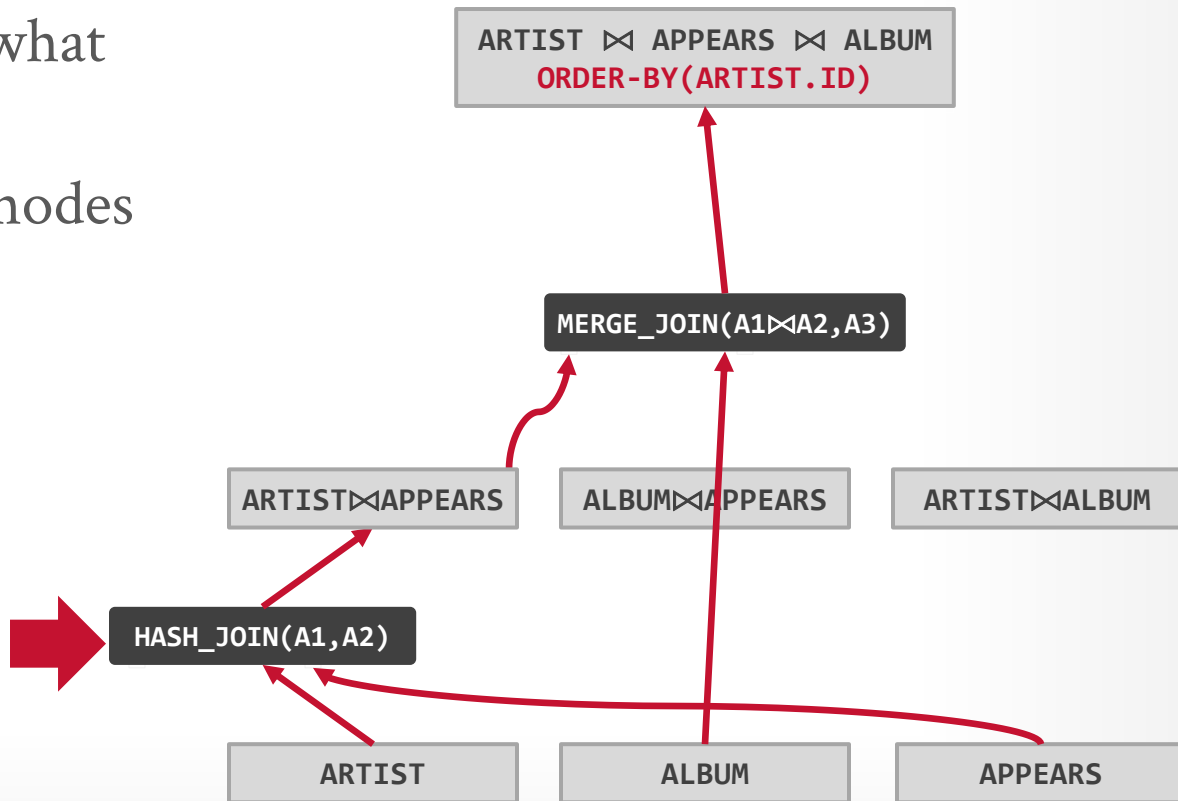 what
nodes
ARTIST ⋈ APPEARS ⋈ ALBUM
ORDER-BY(ARTIST.ID)
MERGE_JOIN(A1⋈A2,A3)
ARTIST⋈APPEARS
ALBUM⋈APPEARS
ARTIST⋈ALBUM
HASH_JOIN(A1,A2)
ARTIST
ALBUM
APPEARS